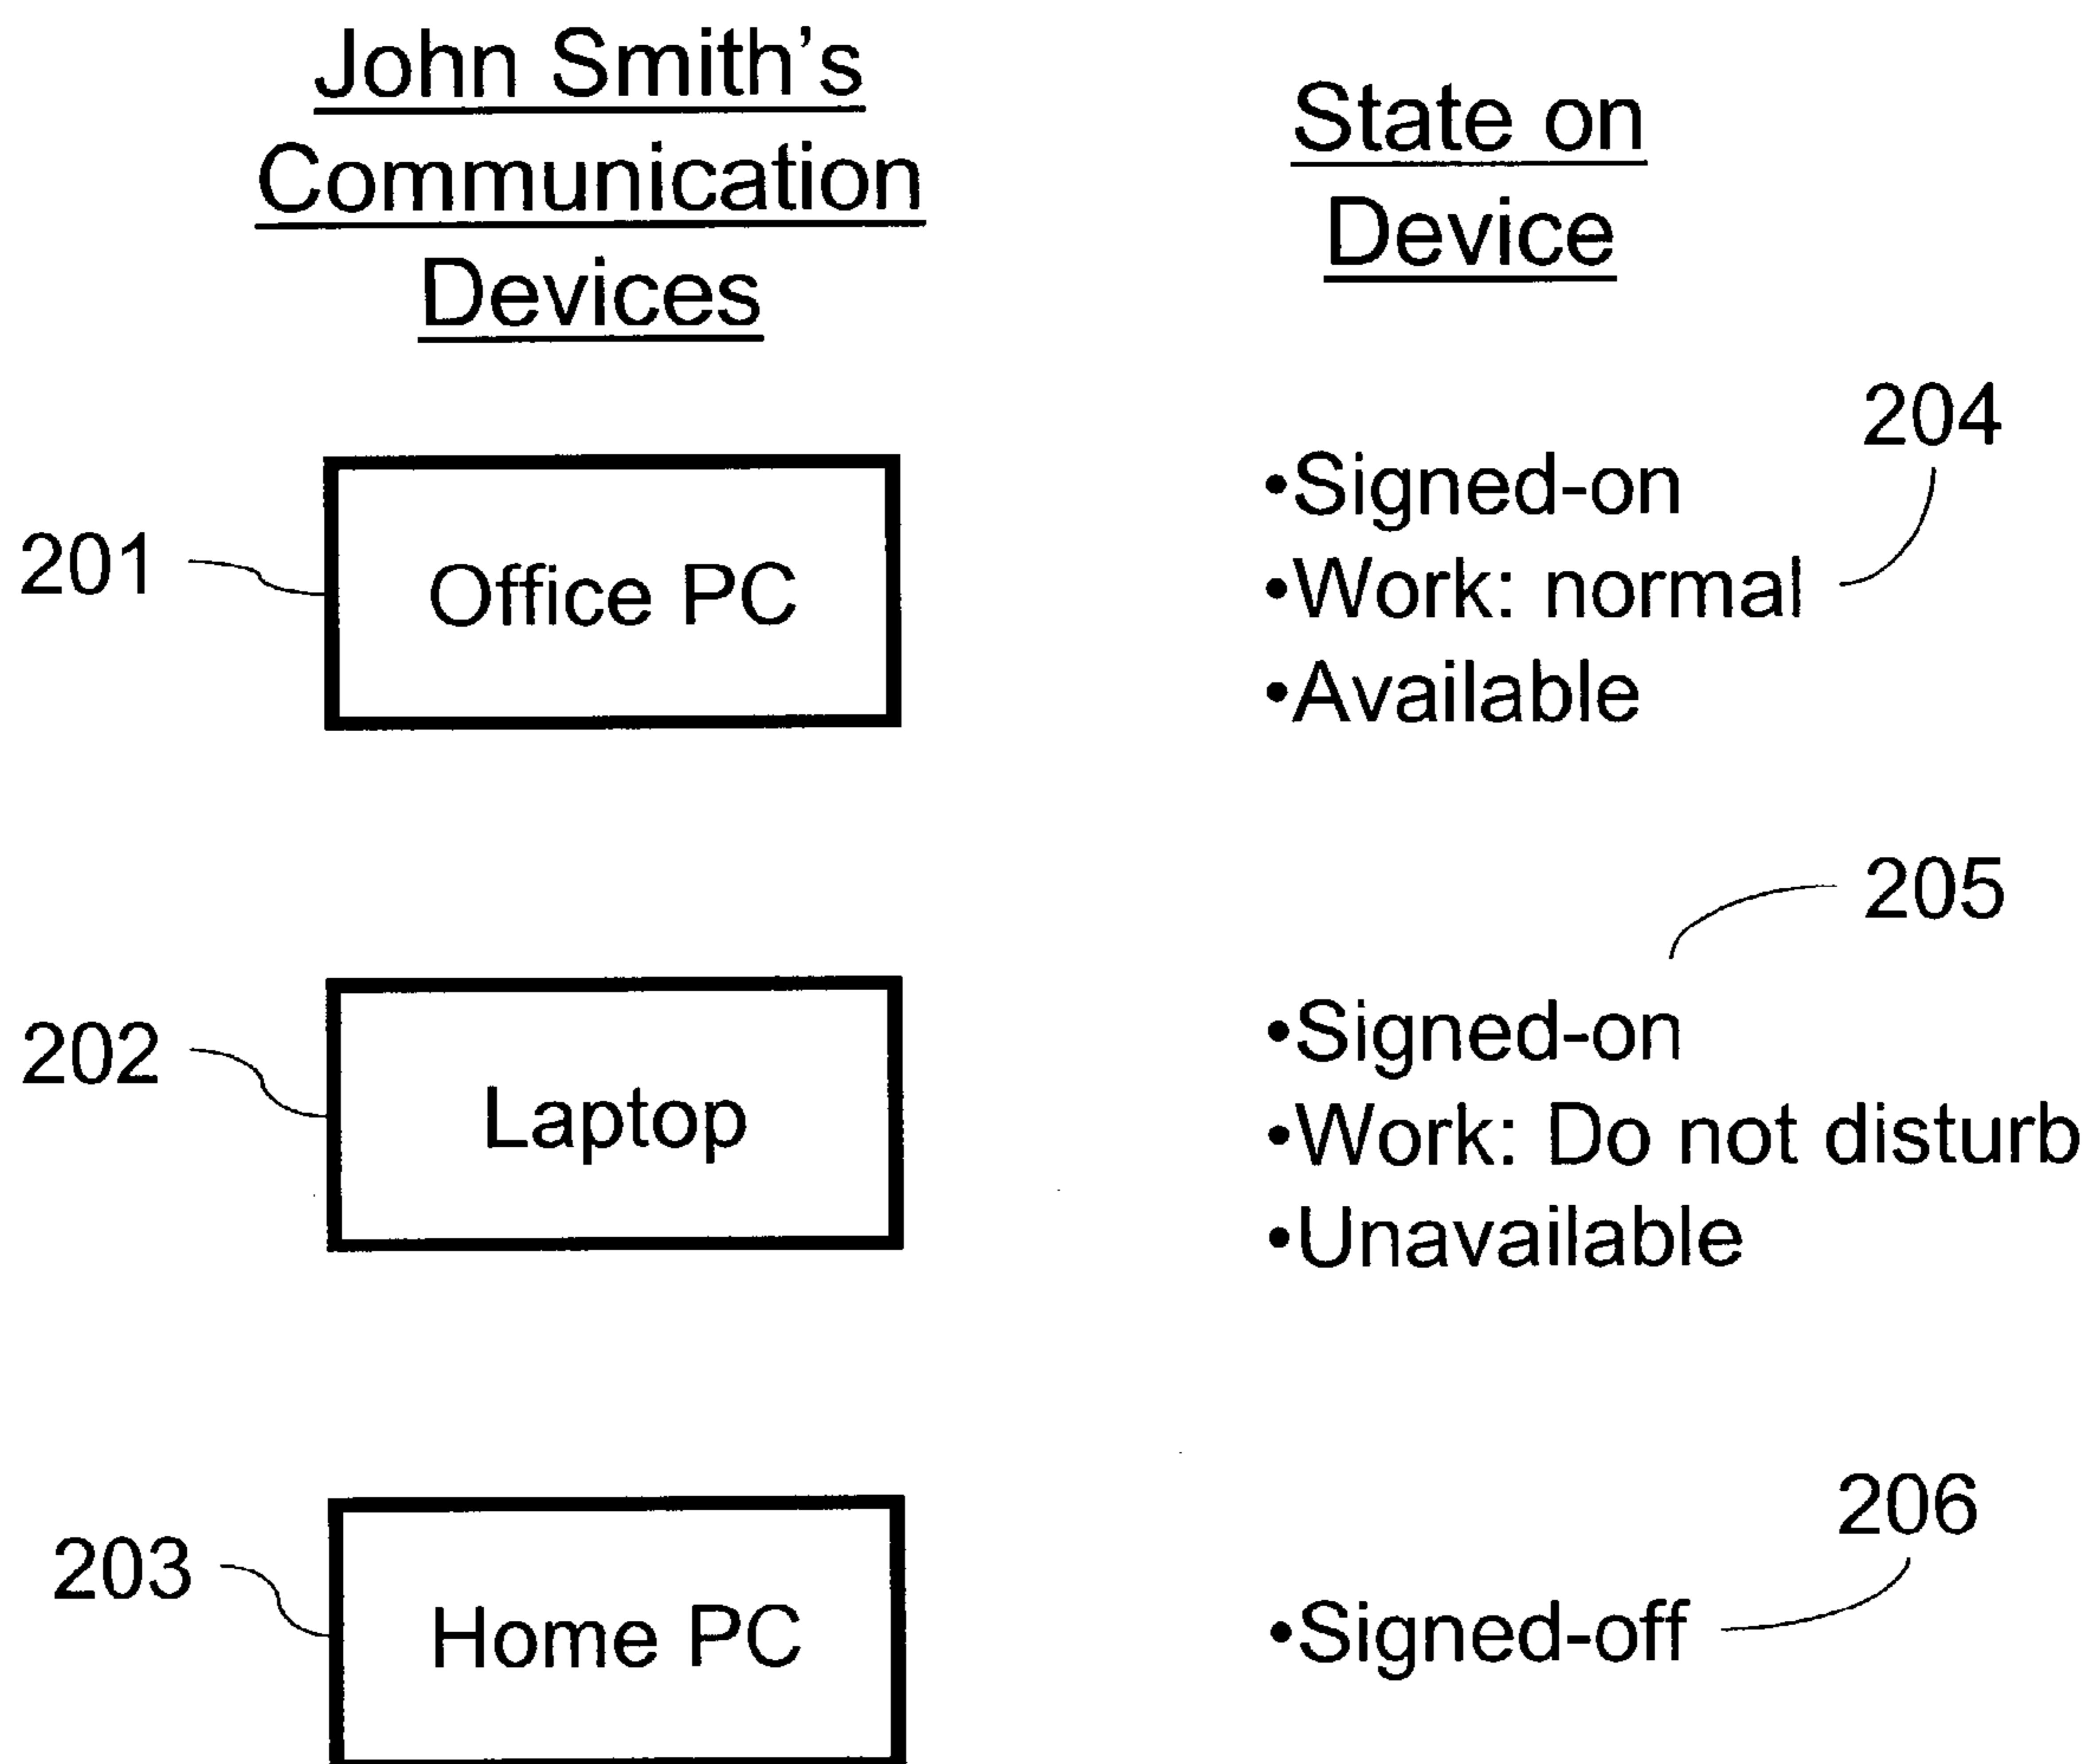 John Smith's
Communication
Devices
State on
Device
201
Office PC
•Signed-on
•Work: normal
•Available
204
202
Laptop
205
•Signed-on
•Work: Do not disturb
•Unavailable
203
Home PC
206
•Signed-off